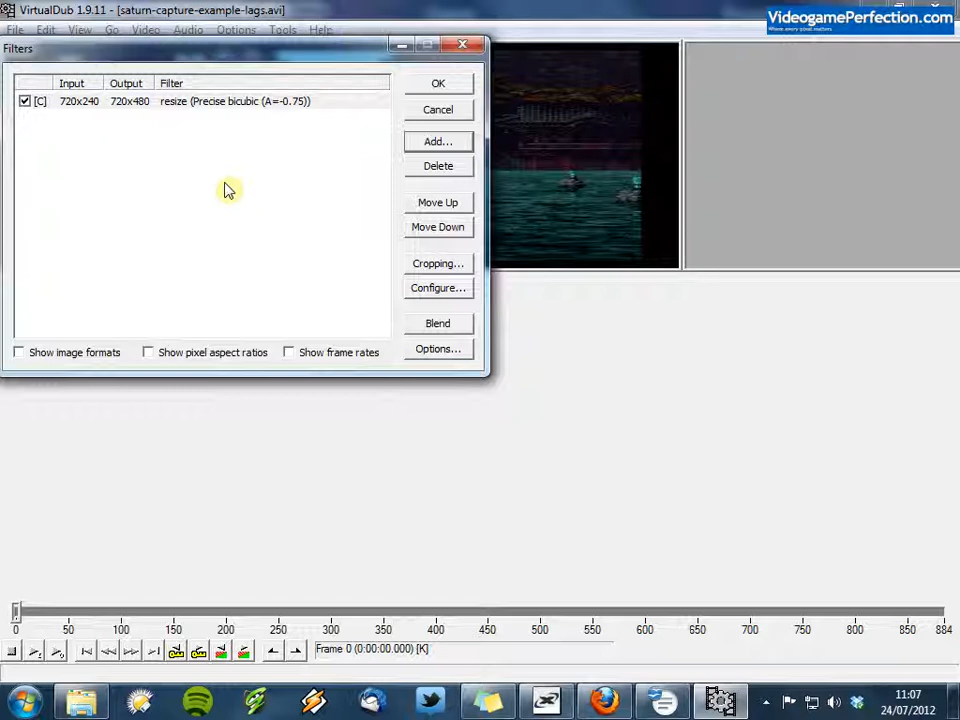 VirtualDub 1.9.11 - [saturn-capture-example-lags.avi]
VideogamePerfection.com
File Edit View Go Video Audio Options Tools Help
Filters
Input Output Filter
[C] 720x240 720x480 resize (Precise bicubic (A=-0.75))
OK
Cancel
Add...
Delete
Move Up
Move Down
Cropping...
Configure...
Blend
Options...
Show image formats Show pixel aspect ratios Show frame rates
0 50 100 150 200 250 300 350 400 450 500 550 600 650 700 750 800 850 884
Frame 0 (0:00:00.000) [K]
11:07
24/07/2012